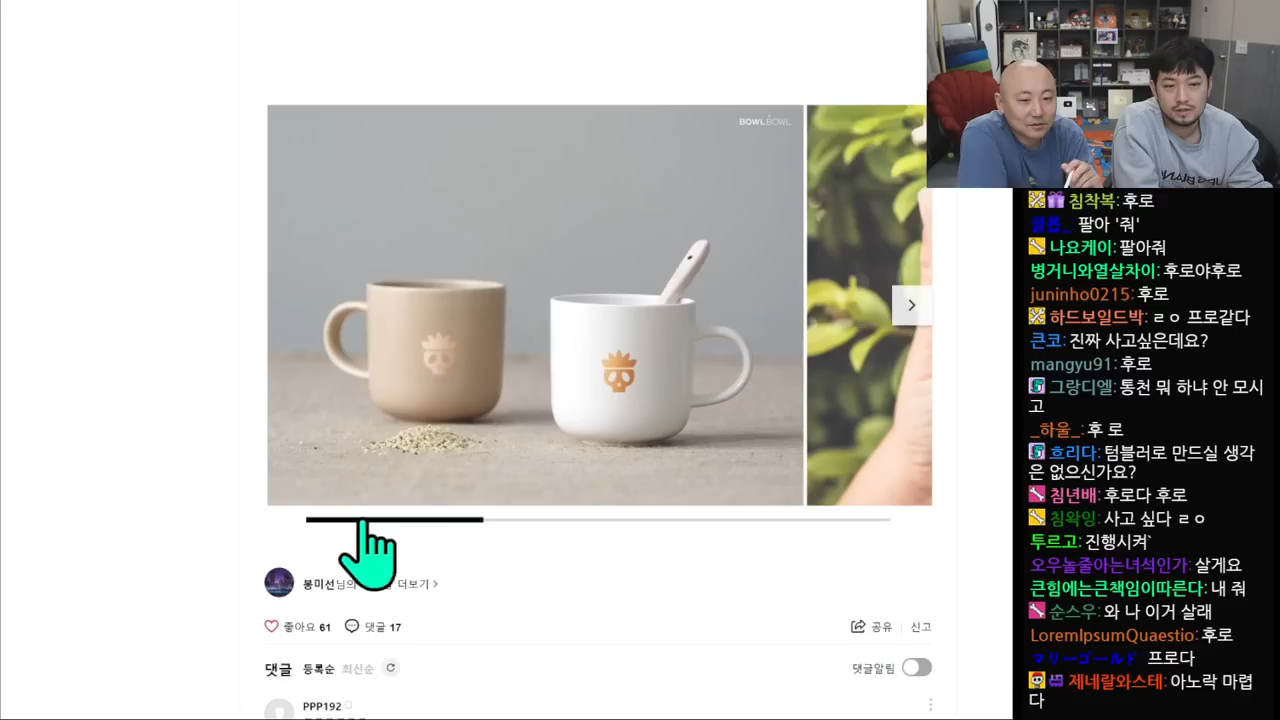 BOWLBOWL
봉미선님의
더보기 >
좋아요 61
댓글 17
공유
신고
댓글
등록순
최신순
댓글알림
PPP192
침착복: 후로
팔아 '줘'
나요케이: 팔아줘
병거니와열살차이: 후로야후로
juninho0215: 후로
하드보일드박: ㄹㅇ 프로같다
큰코: 진짜 사고싶은데요?
mangyu91: 후로
그랑디엘: 통천 뭐 하냐 안 모시
고
_하울_: 후 로
흐리다: 텀블러로 만드실 생각
은 없으신가요?
침년배: 후로다 후로
침왁잉: 사고 싶다 ㄹㅇ
투르고: 진행시켜`
오우놀줄아는녀석인가: 살게요
큰힘에는큰책임이따른다: 내 줘
순스우: 와 나 이거 살래
LoremIpsumQuaestio: 후로
マリーゴールド: 프로다
제네랄와스테: 아노락 마렵
다